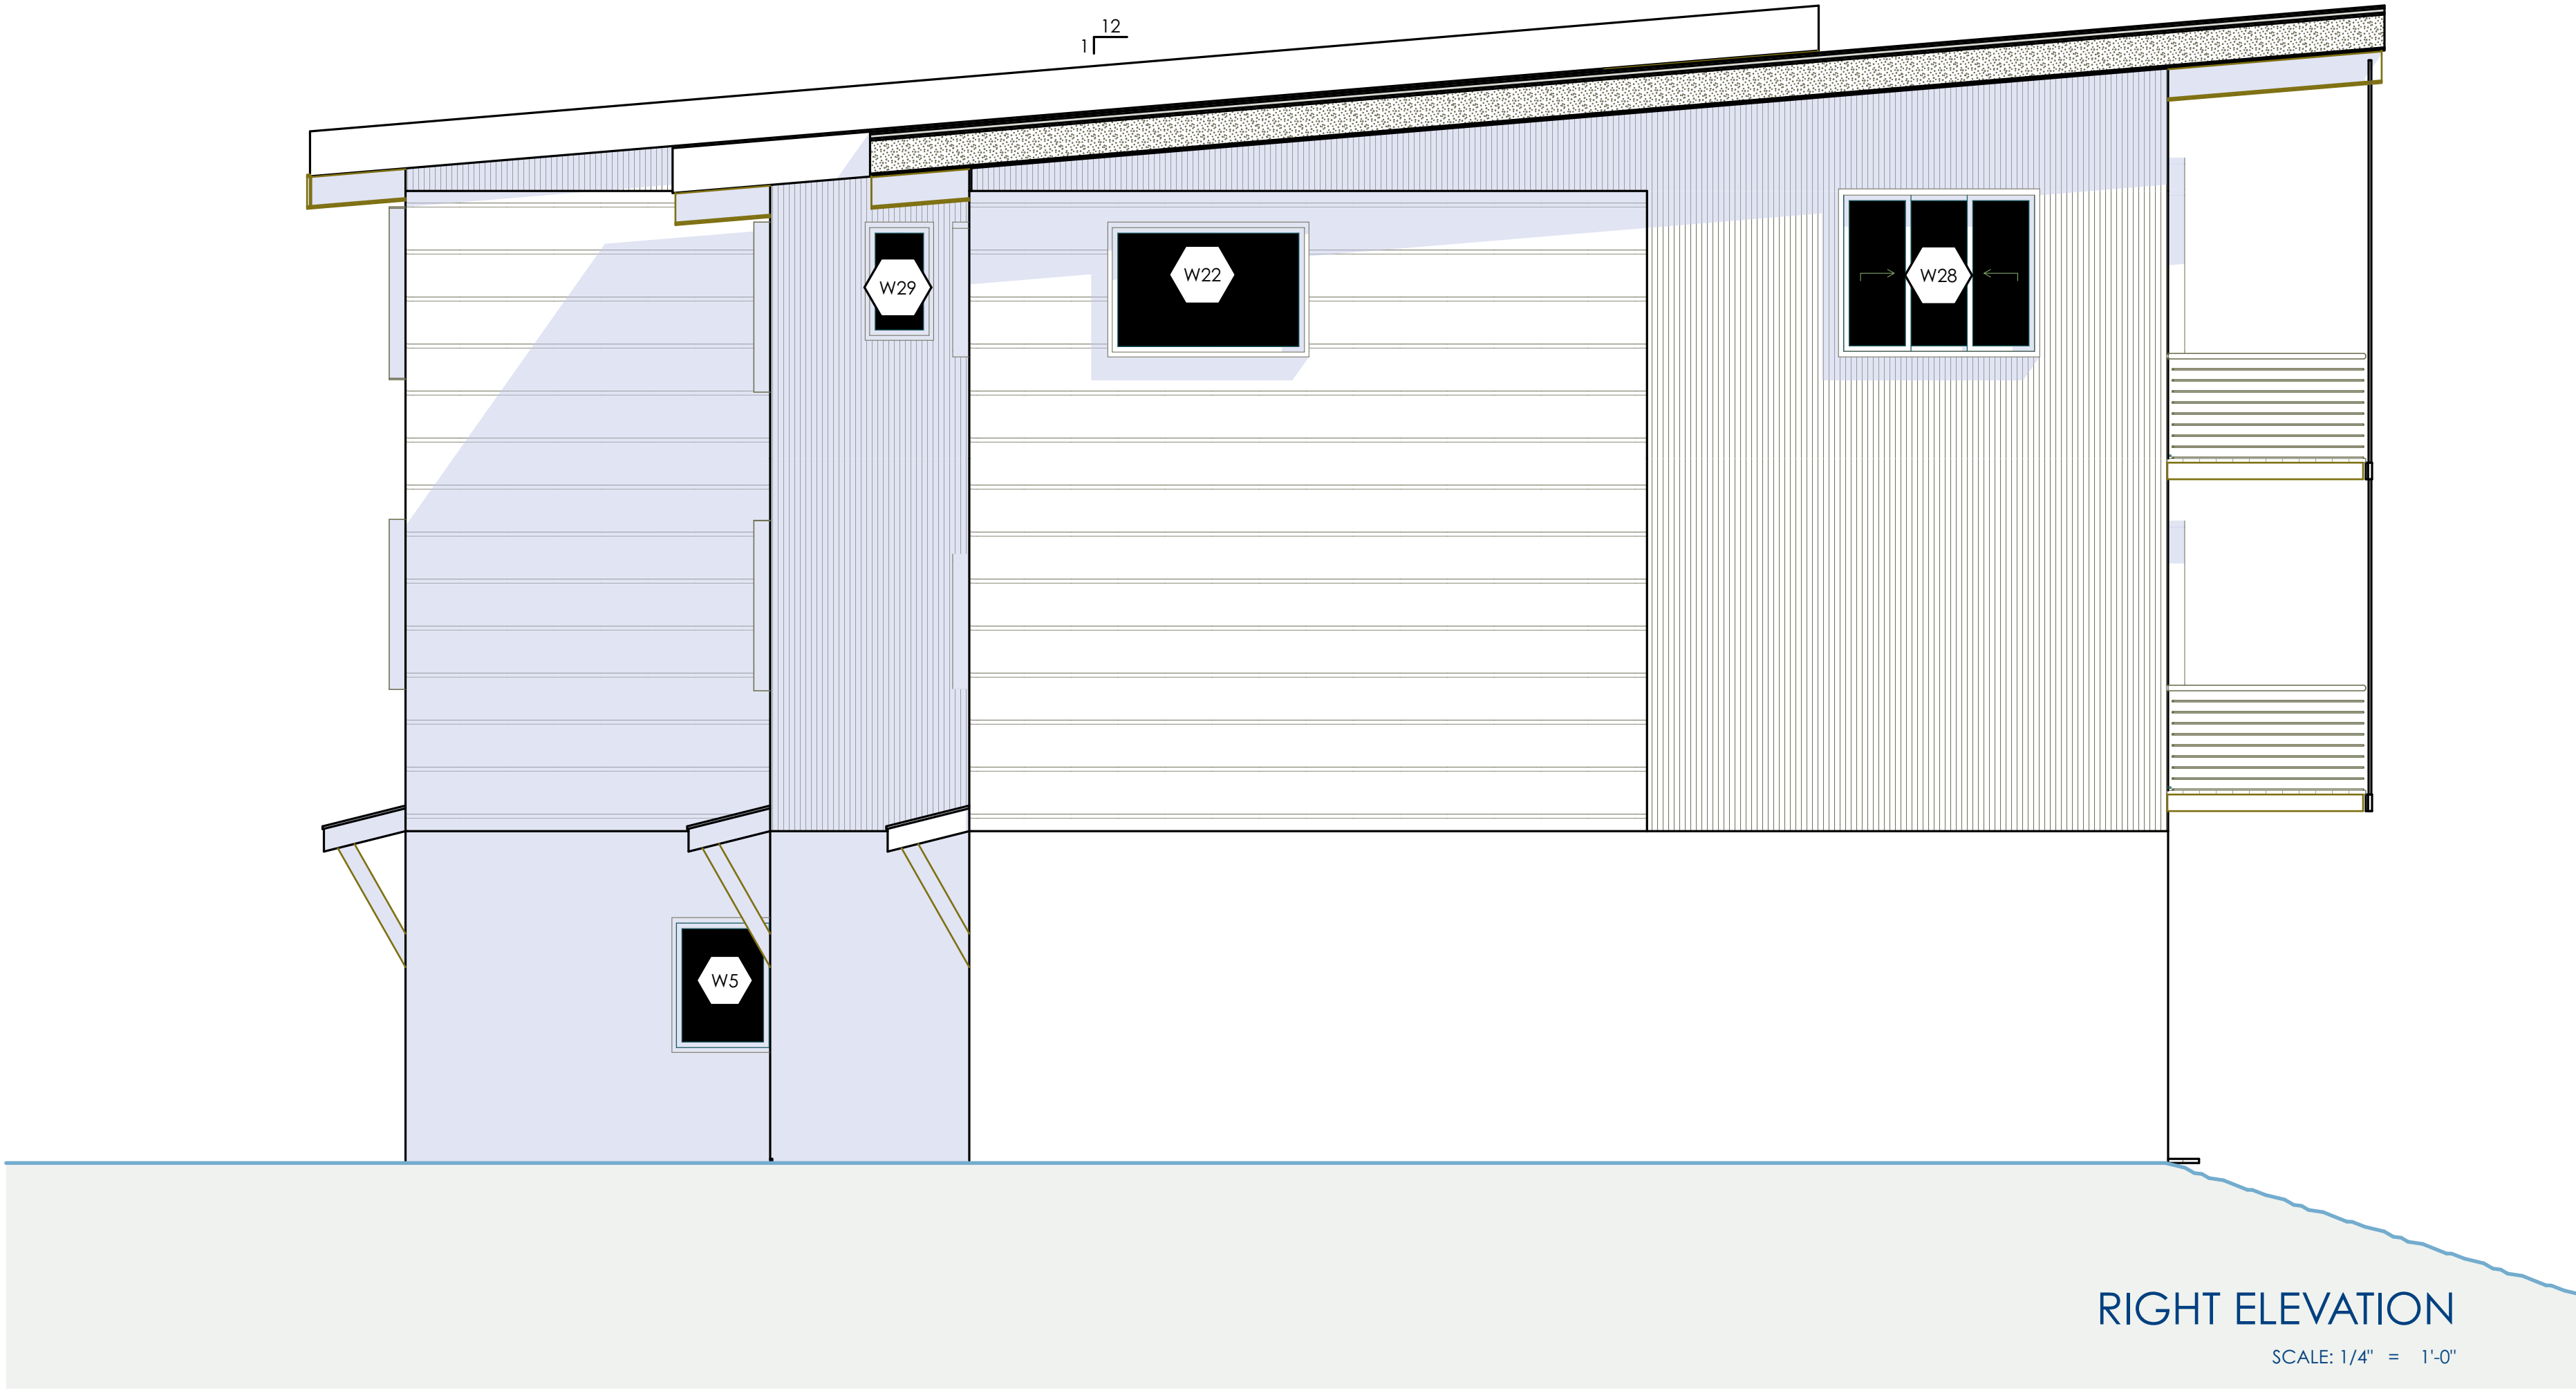 12
1
W29
W22
W28
W5
RIGHT ELEVATION
SCALE: 1/4" = 1'-0"